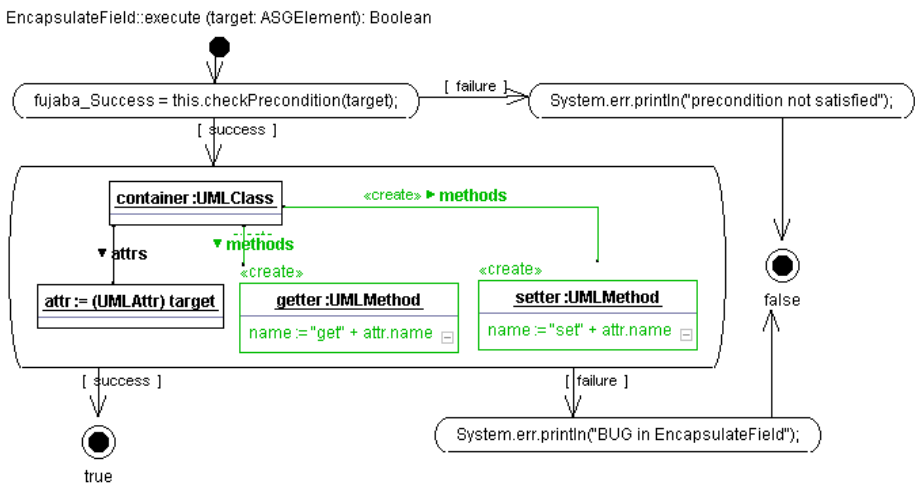 EncapsulateField::execute (target: ASGElement): Boolean
[ failure ]
fujaba_Success = this.checkPrecondition(target);
System.err.println("precondition not satisfied");
[ success ]
container :UMLClass
«create» ► methods
▼ attrs
▼ methods
«create»
«create»
attr := (UMLAttr) target
getter :UMLMethod
name := "get" + attr.name
setter :UMLMethod
name := "set" + attr.name
false
[ success ]
[ failure ]
System.err.println("BUG in EncapsulateField");
true